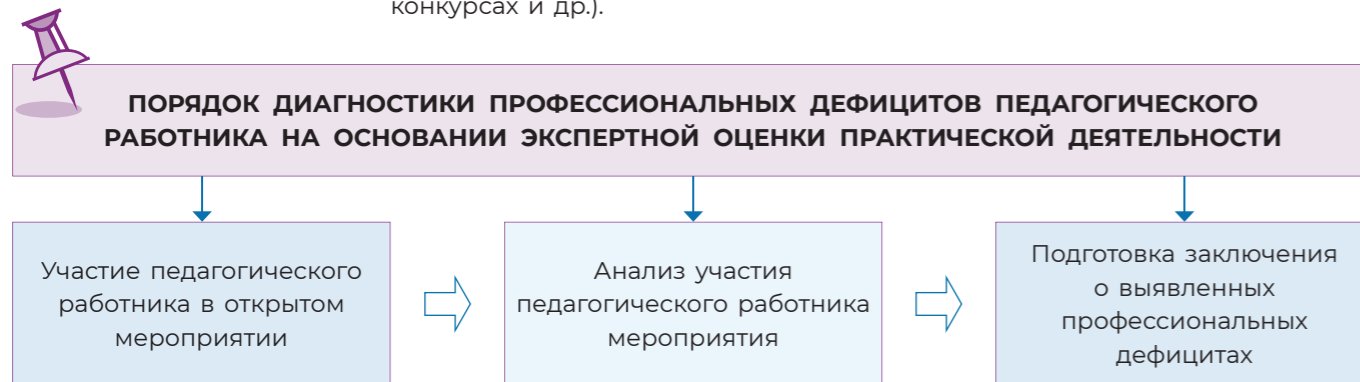 конкурсах и др.).
ПОРЯДОК ДИАГНОСТИКИ ПРОФЕССИОНАЛЬНЫХ ДЕФИЦИТОВ ПЕДАГОГИЧЕСКОГО
РАБОТНИКА НА ОСНОВАНИИ ЭКСПЕРТНОЙ ОЦЕНКИ ПРАКТИЧЕСКОЙ ДЕЯТЕЛЬНОСТИ
Участие педагогического
работника в открытом
мероприятии
Анализ участия
педагогического работника
мероприятия
Подготовка заключения
о выявленных
профессиональных
дефицитах